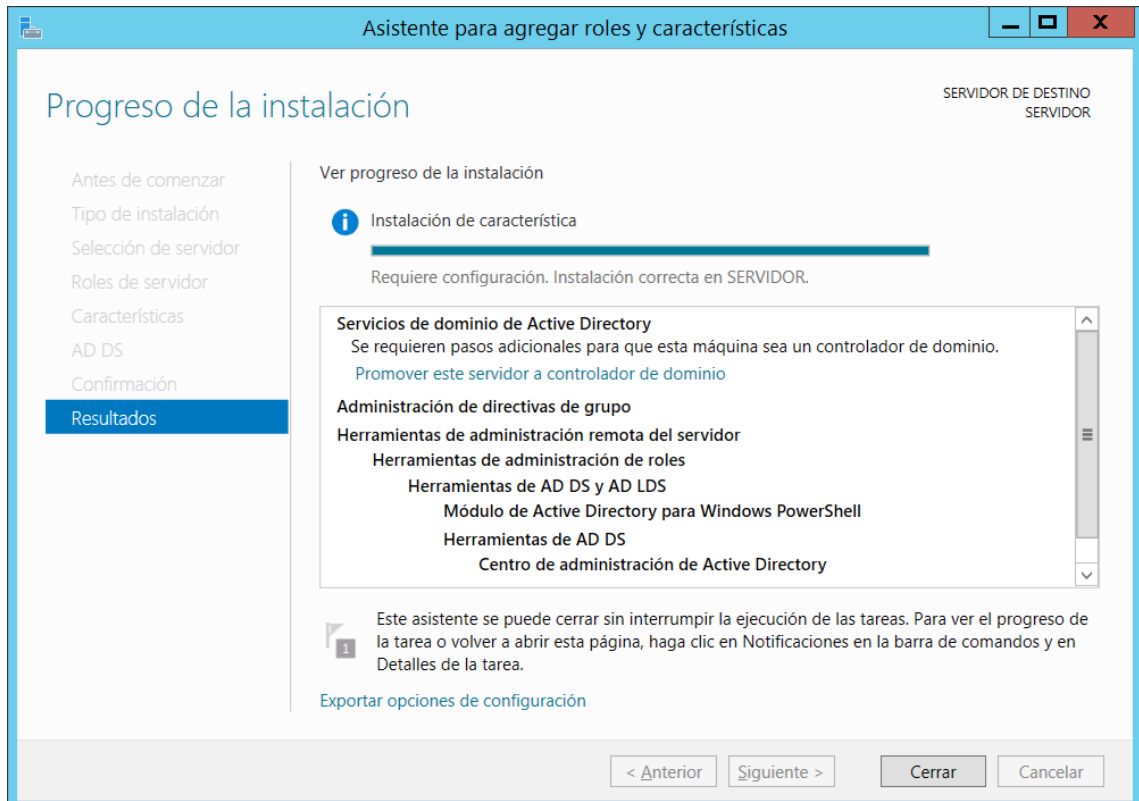 Asistente para agregar roles y características
Progreso de la instalación
SERVIDOR DE DESTINO
SERVIDOR
Antes de comenzar
Tipo de instalación
Selección de servidor
Roles de servidor
Características
AD DS
Confirmación
Resultados
Ver progreso de la instalación
Instalación de característica
Requiere configuración. Instalación correcta en SERVIDOR.
Servicios de dominio de Active Directory
Se requieren pasos adicionales para que esta máquina sea un controlador de dominio.
Promover este servidor a controlador de dominio
Administración de directivas de grupo
Herramientas de administración remota del servidor
Herramientas de administración de roles
Herramientas de AD DS y AD LDS
Módulo de Active Directory para Windows PowerShell
Herramientas de AD DS
Centro de administración de Active Directory
1
Este asistente se puede cerrar sin interrumpir la ejecución de las tareas. Para ver el progreso de
la tarea o volver a abrir esta página, haga clic en Notificaciones en la barra de comandos y en
Detalles de la tarea.
Exportar opciones de configuración
< Anterior
Siguiente >
Cerrar
Cancelar